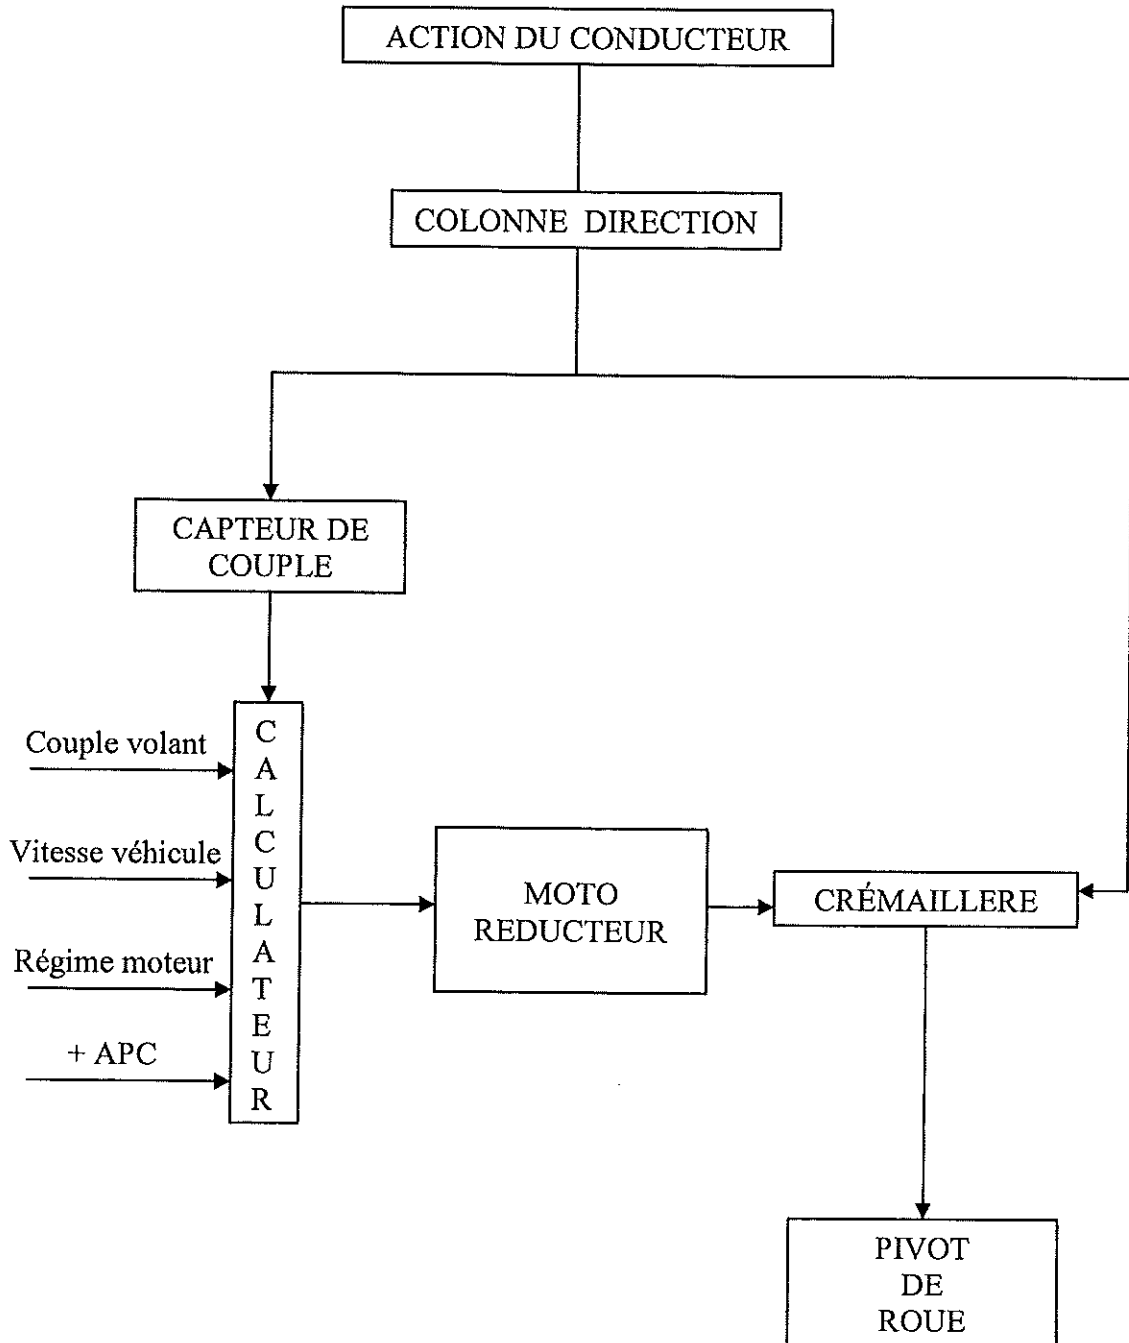 ACTION DU CONDUCTEUR
COLONNE DIRECTION
CAPTEUR DE
COUPLE
Couple volant
Vitesse véhicule
Régime moteur
+ APC
C
A
L
C
U
L
A
T
E
U
R
MOTO
REDUCTEUR
CRÉMAILLERE
PIVOT
DE
ROUE